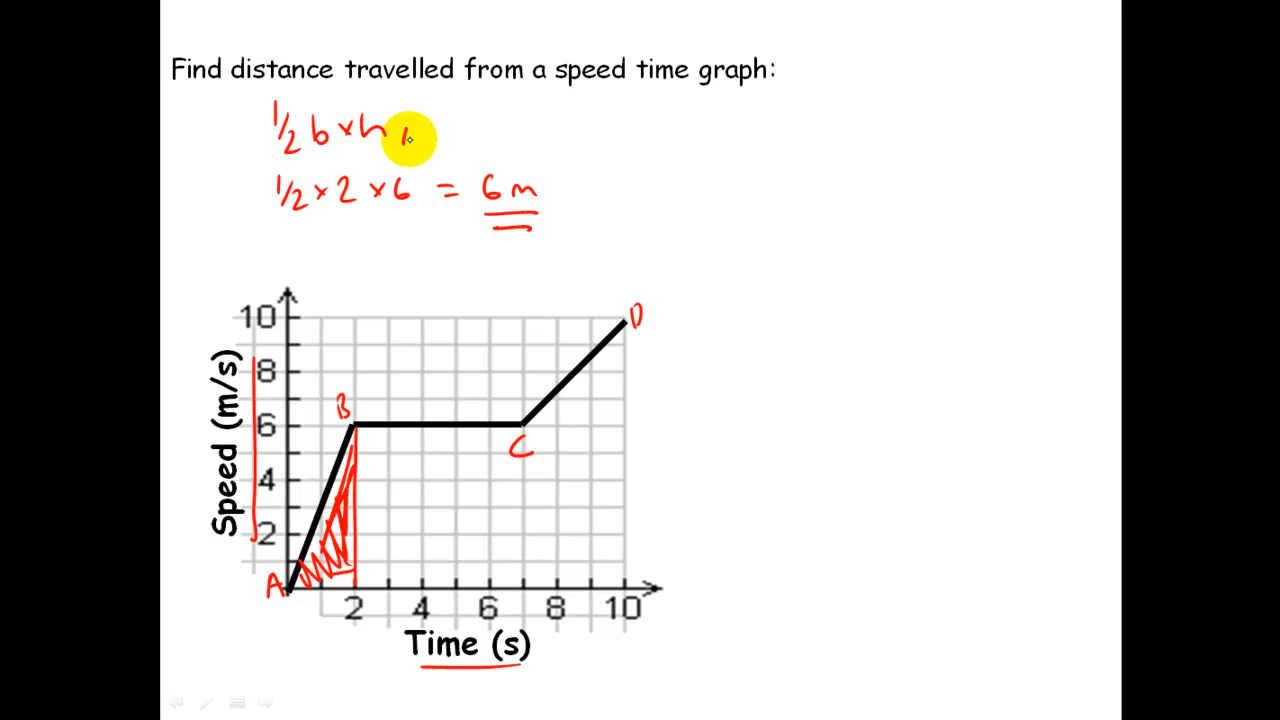 Find distance travelled from a speed time graph:
1/2 b × h
1/2 × 2 × 6 = 6m
10
8
6
4
2
Speed (m/s)
A
B
C
D
2 4 6 8 10
Time (s)